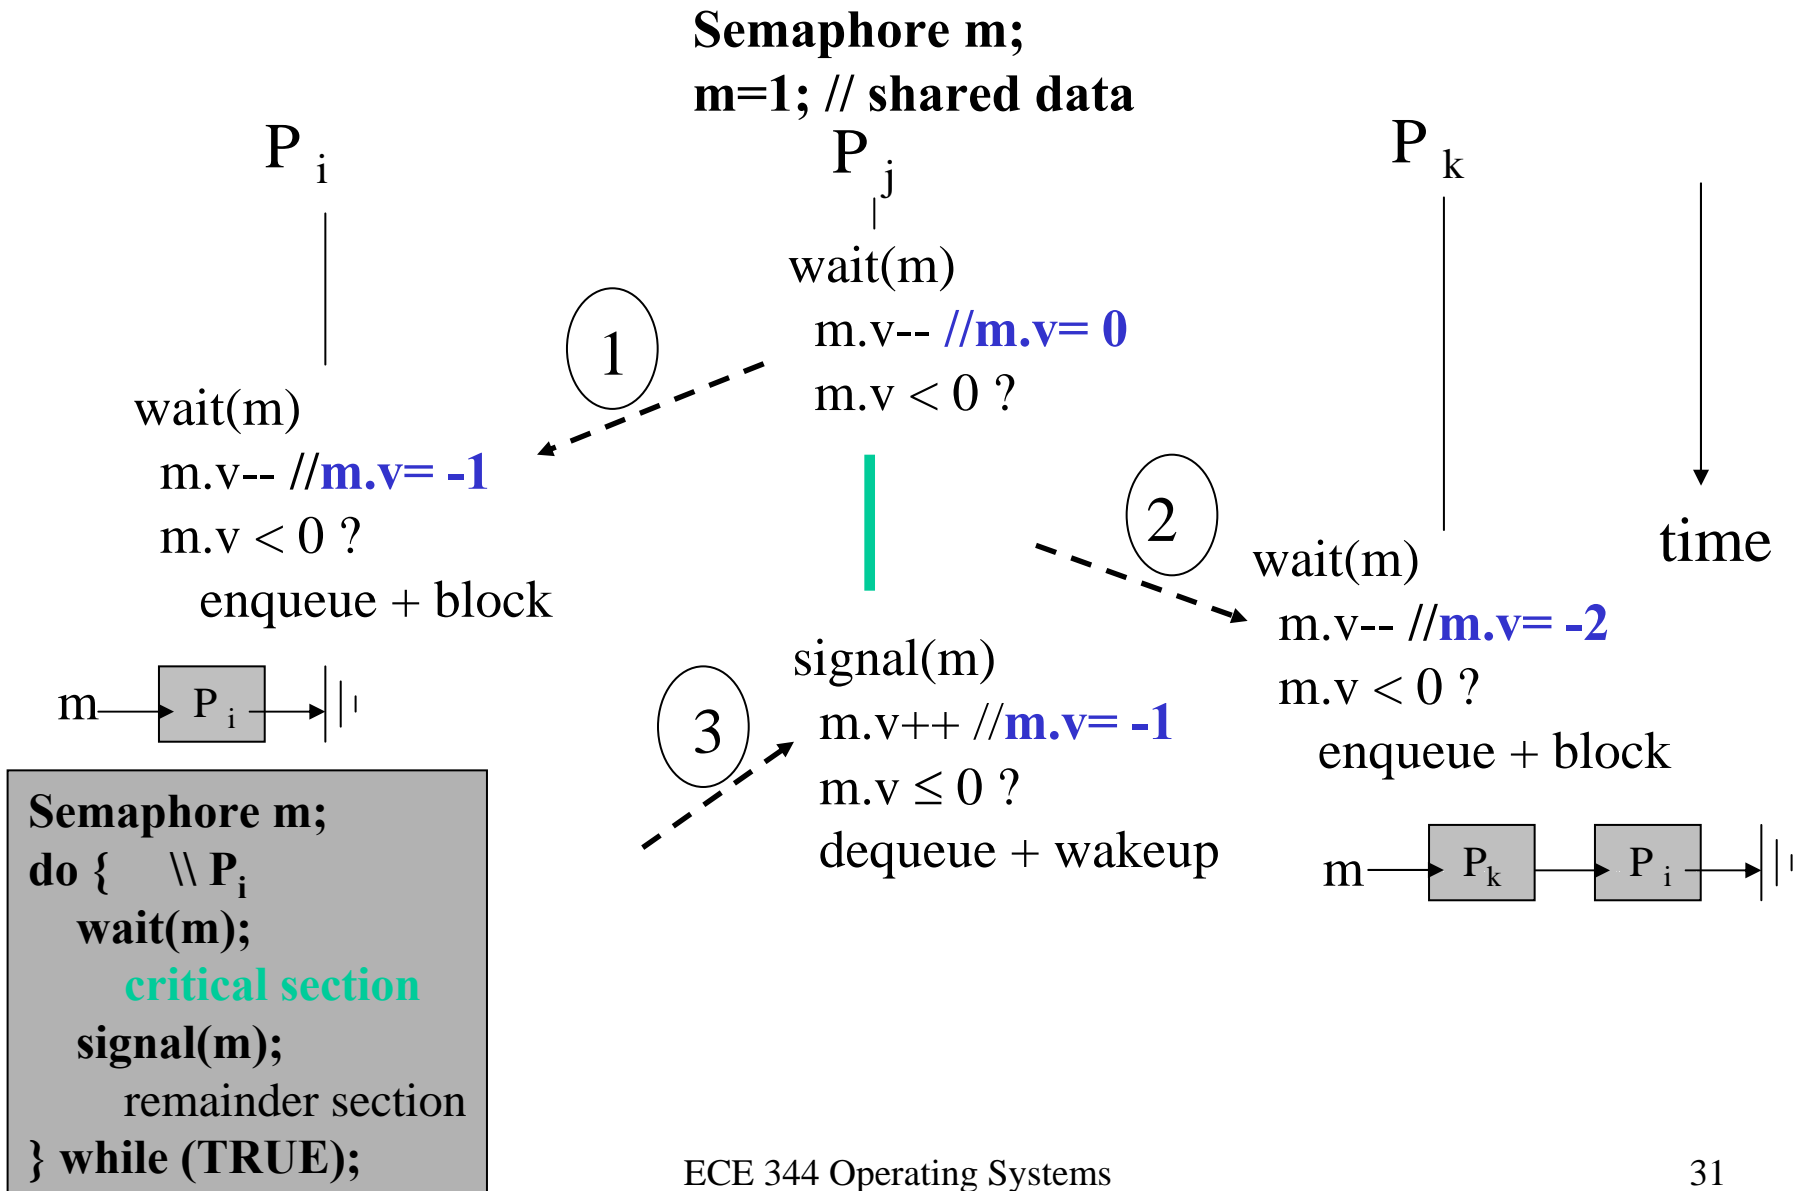 Semaphore m;
m=1; // shared data
P i
P j
P k
wait(m)
m.v-- //m.v= 0
m.v < 0 ?
1
wait(m)
m.v-- //m.v= -1
m.v < 0 ?
enqueue + block
m P i
2
time
wait(m)
m.v-- //m.v= -2
m.v < 0 ?
enqueue + block
m Pk P i
3
signal(m)
m.v++ //m.v= -1
m.v ≤ 0 ?
dequeue + wakeup
Semaphore m;
do { \\ Pi
wait(m);
critical section
signal(m);
remainder section
} while (TRUE);
ECE 344 Operating Systems
31